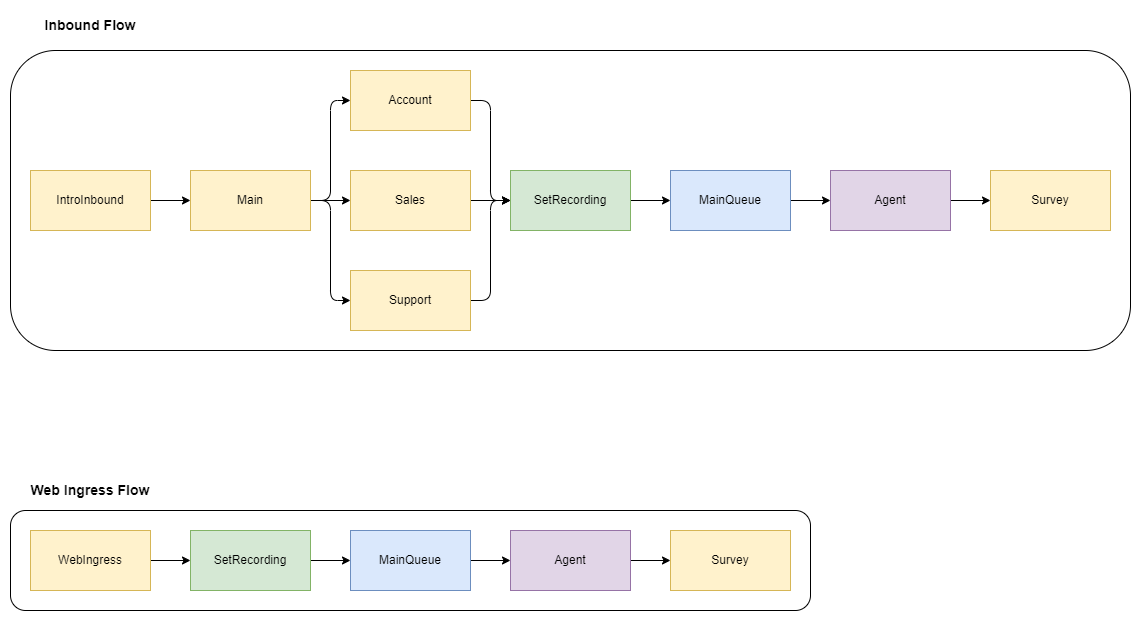 Inbound Flow
Account
IntroInbound
Main
Sales
SetRecording
MainQueue
Agent
Survey
Support
Web Ingress Flow
WebIngress
SetRecording
MainQueue
Agent
Survey